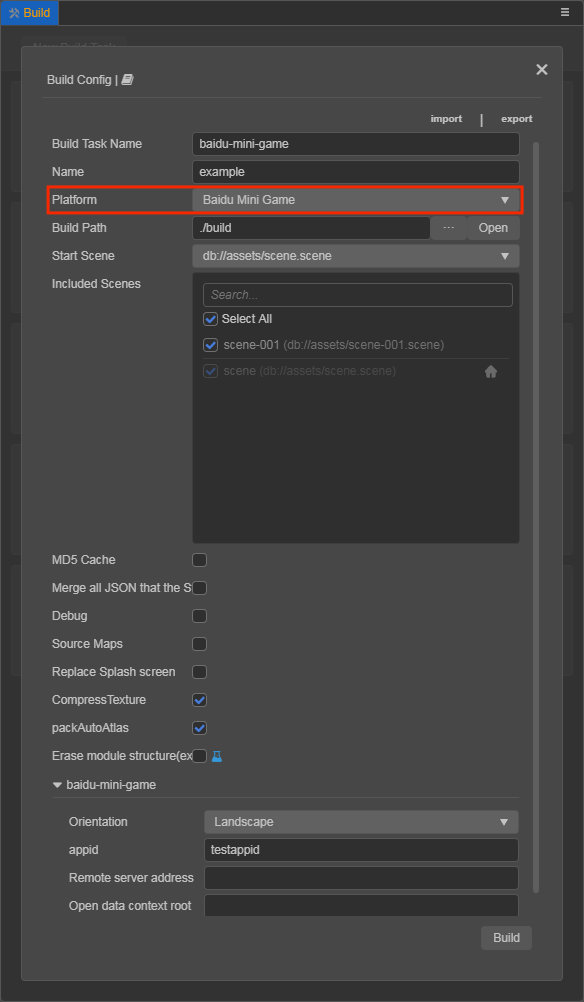 Build
New Build Task
Build Config |
import | export
Build Task Name baidu-mini-game
Name example
Platform Baidu Mini Game
Build Path ./build ... Open
Start Scene db://assets/scene.scene
Included Scenes
Search...
Select All
scene-001 (db://assets/scene-001.scene)
scene (db://assets/scene.scene)
MD5 Cache
Merge all JSON that the S
Debug
Source Maps
Replace Splash screen
CompressTexture
packAutoAtlas
Erase module structure(ex
baidu-mini-game
Orientation Landscape
appid testappid
Remote server address
Open data context root
Build